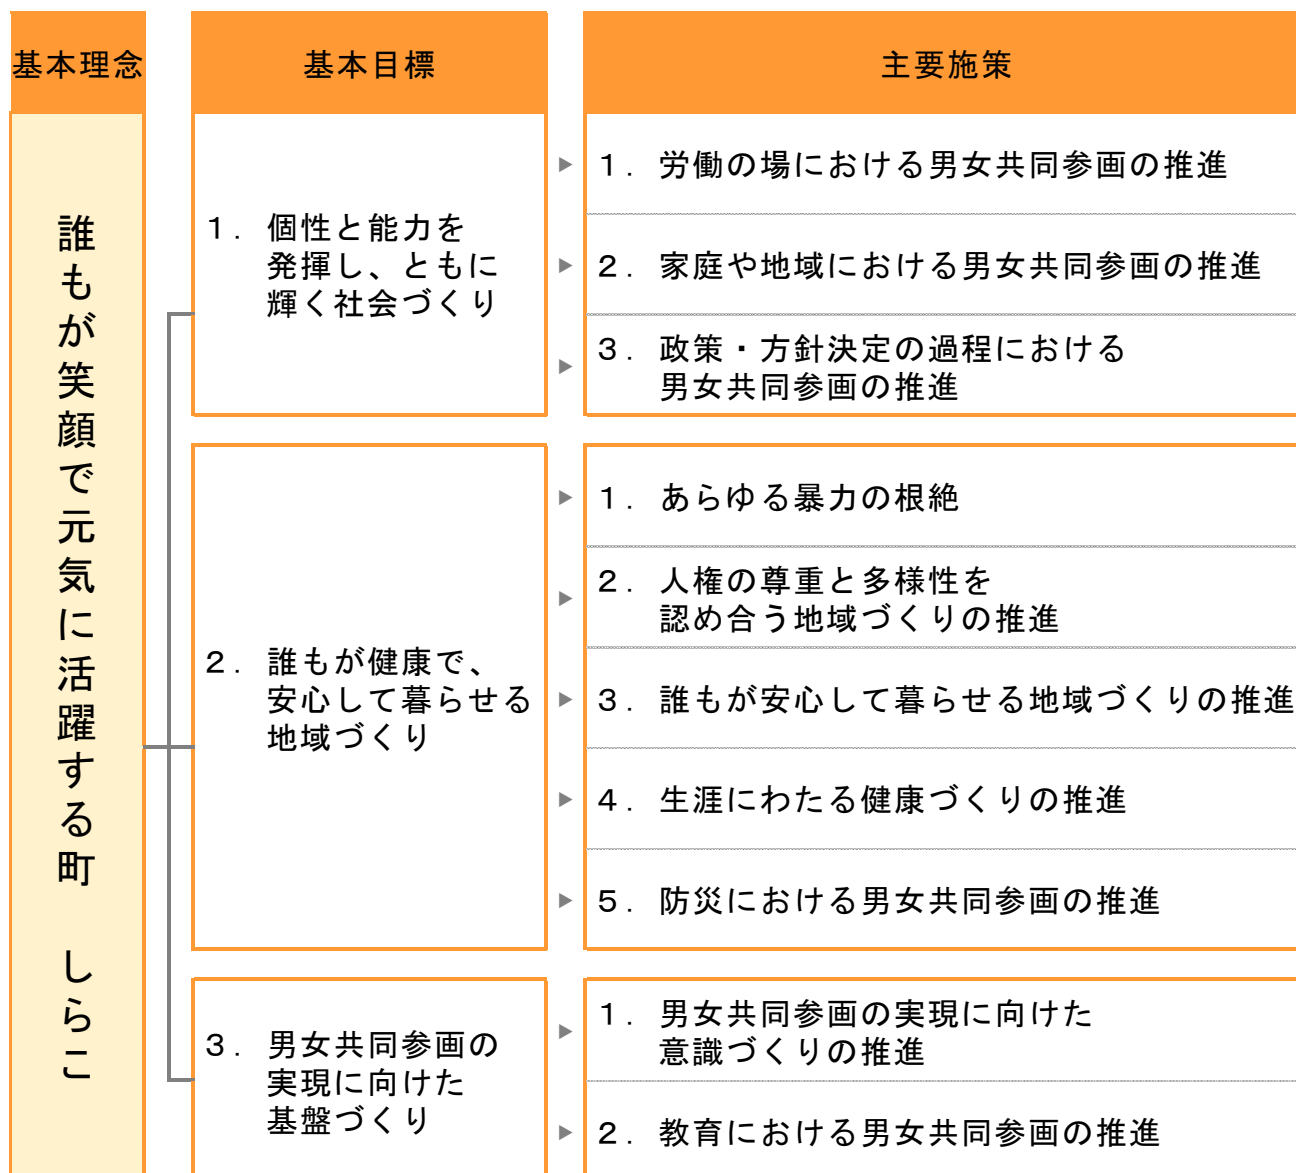 基本理念
基本目標
主要施策
誰もが笑顔で元気に活躍する町　しらこ
１．個性と能力を
発揮し、ともに
輝く社会づくり
１．労働の場における男女共同参画の推進
２．家庭や地域における男女共同参画の推進
３．政策・方針決定の過程における
男女共同参画の推進
２．誰もが健康で、
安心して暮らせる
地域づくり
１．あらゆる暴力の根絶
２．人権の尊重と多様性を
認め合う地域づくりの推進
３．誰もが安心して暮らせる地域づくりの推進
４．生涯にわたる健康づくりの推進
５．防災における男女共同参画の推進
３．男女共同参画の
実現に向けた
基盤づくり
１．男女共同参画の実現に向けた
意識づくりの推進
２．教育における男女共同参画の推進